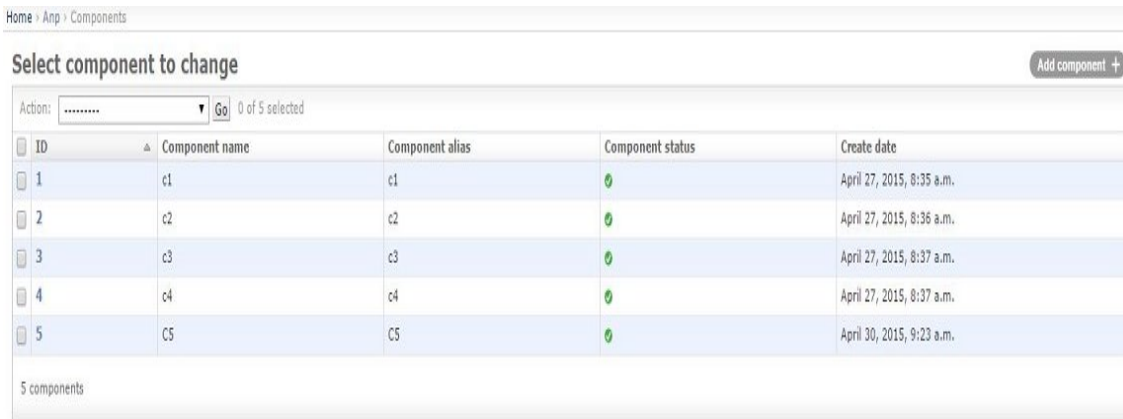 Home › Anp › Components
Select component to change
Add component +
Action: --------- Go 0 of 5 selected
ID Component name Component alias Component status Create date
1 c1 c1 April 27, 2015, 8:35 a.m.
2 c2 c2 April 27, 2015, 8:36 a.m.
3 c3 c3 April 27, 2015, 8:37 a.m.
4 c4 c4 April 27, 2015, 8:37 a.m.
5 C5 C5 April 30, 2015, 9:23 a.m.
5 components